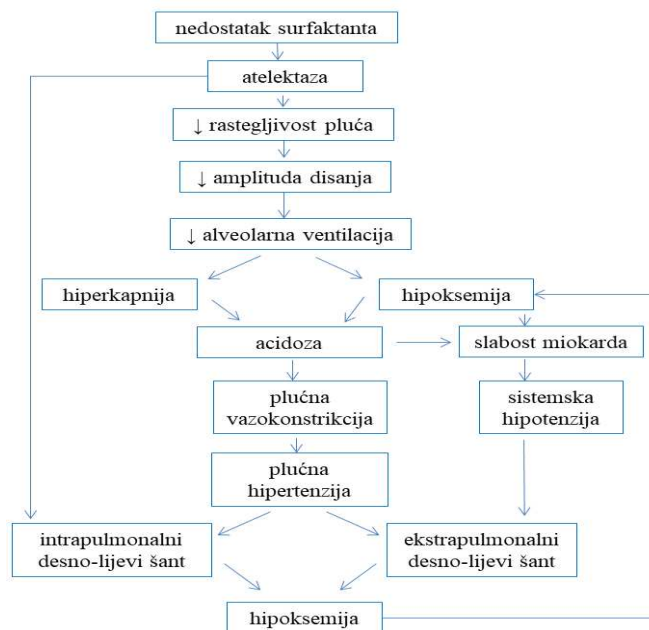 nedostatak surfaktanta
atelektaza
↓ rastegljivost pluća
↓ amplituda disanja
↓ alveolarna ventilacija
hiperkapnija
hipoksemija
acidoza
slabost miokarda
plućna
vazokonstrikcija
sistemska
hipotenzija
plućna
hipertenzija
intrapulmonalni
desno-lijevi šant
ekstrapulmonalni
desno-lijevi šant
hipoksemija